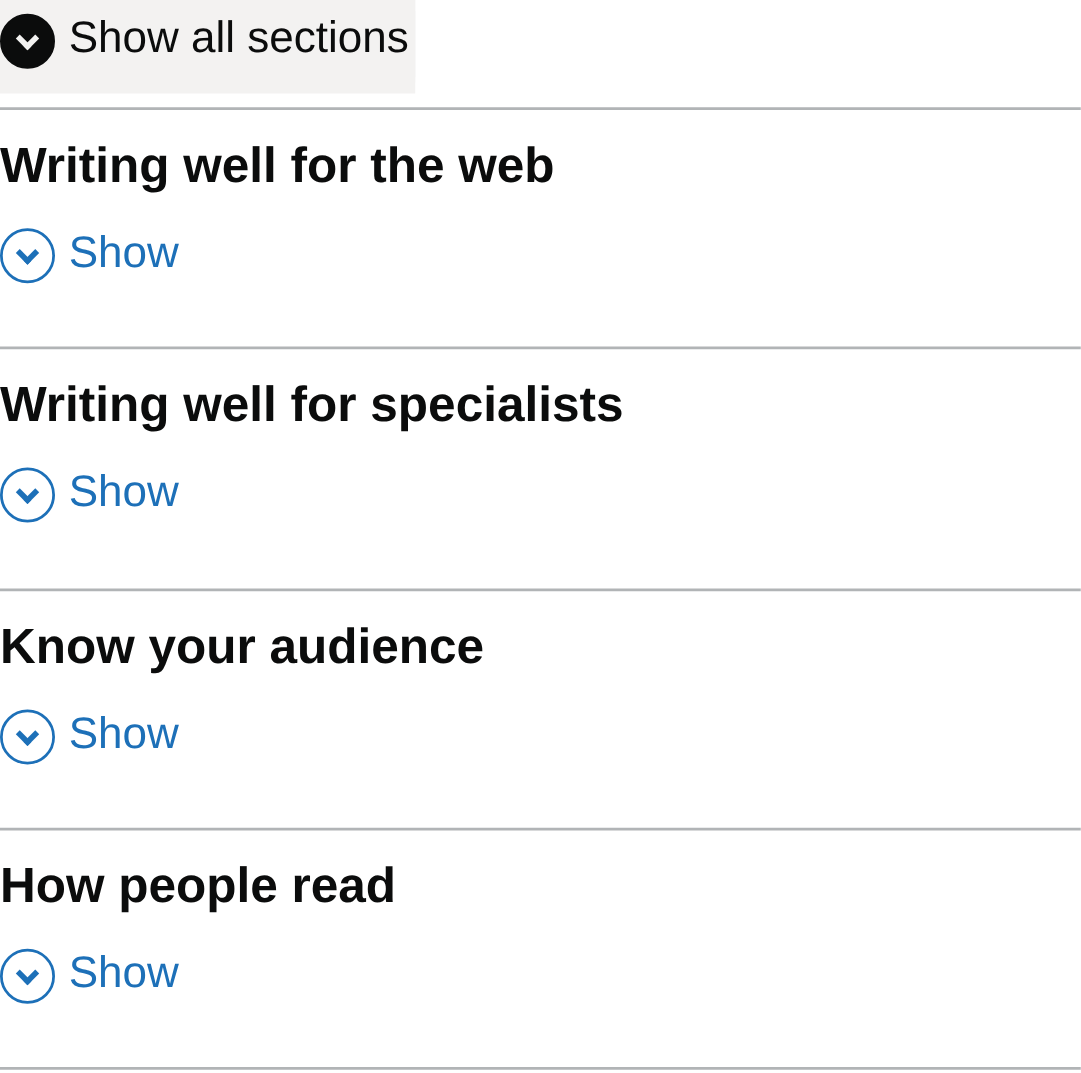 Show all sections
Writing well for the web
Show
Writing well for specialists
Show
Know your audience
Show
How people read
Show